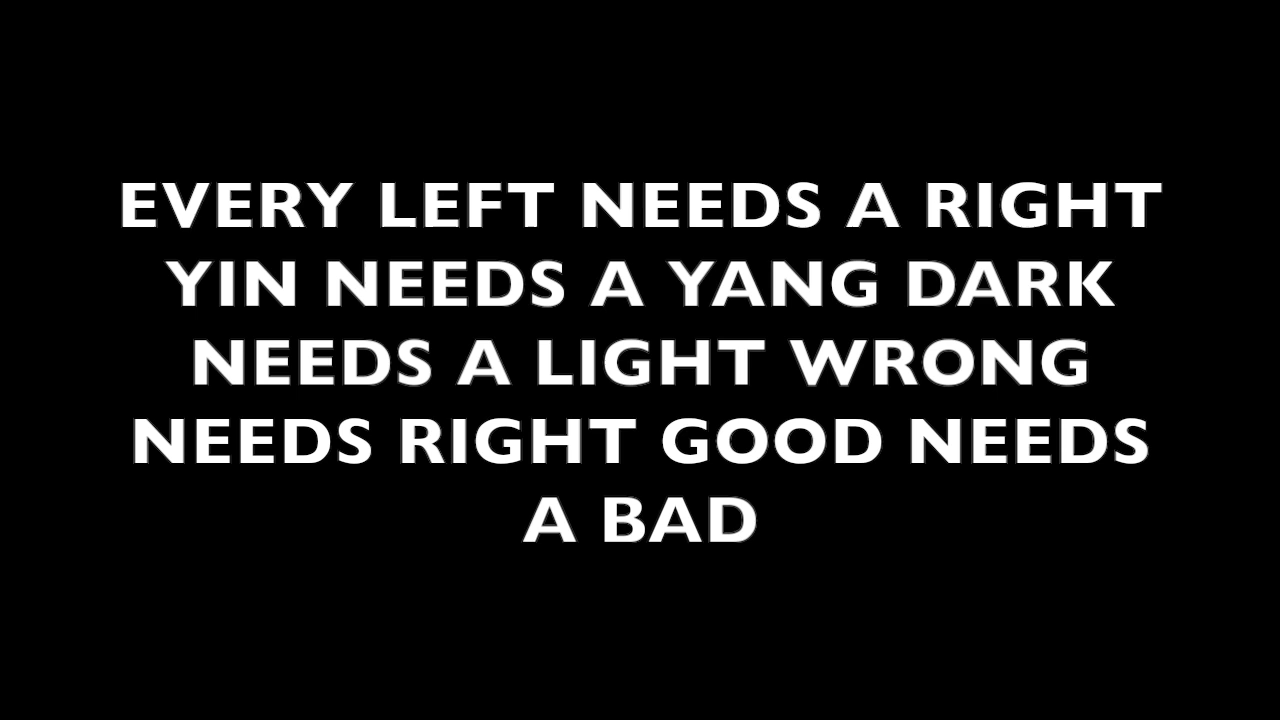 EVERY LEFT NEEDS A RIGHT
YIN NEEDS A YANG DARK
NEEDS A LIGHT WRONG
NEEDS RIGHT GOOD NEEDS
A BAD